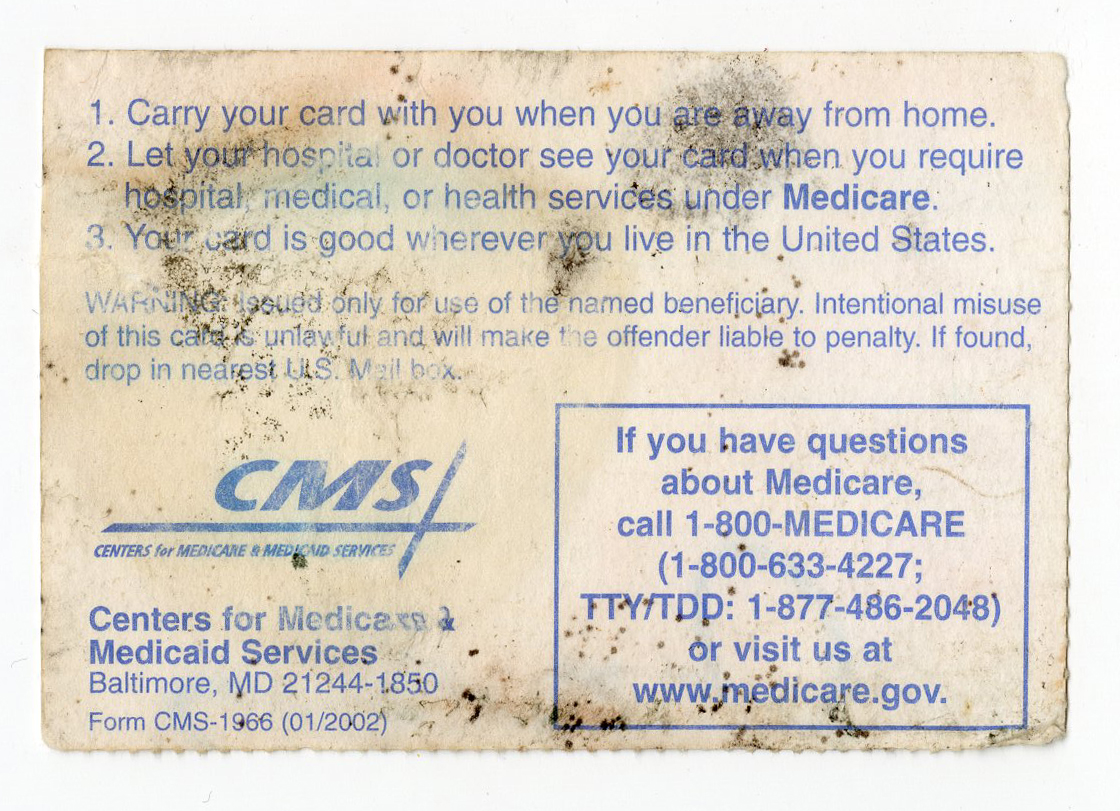 1. Carry your card with you when you are away from home.
2. Let your hospital or doctor see your card when you require
hospital, medical, or health services under Medicare.
3. Your card is good wherever you live in the United States.
WARNING: Issued only for use of the named beneficiary. Intentional misuse
of this card is unlawful and will make the offender liable to penalty. If found,
drop in nearest U.S. Mail box.
CMS
CENTERS for MEDICARE & MEDICAID SERVICES
Centers for Medicare &
Medicaid Services
Baltimore, MD 21244-1850
Form CMS-1966 (01/2002)
If you have questions
about Medicare,
call 1-800-MEDICARE
(1-800-633-4227;
TTY/TDD: 1-877-486-2048)
or visit us at
www.medicare.gov.